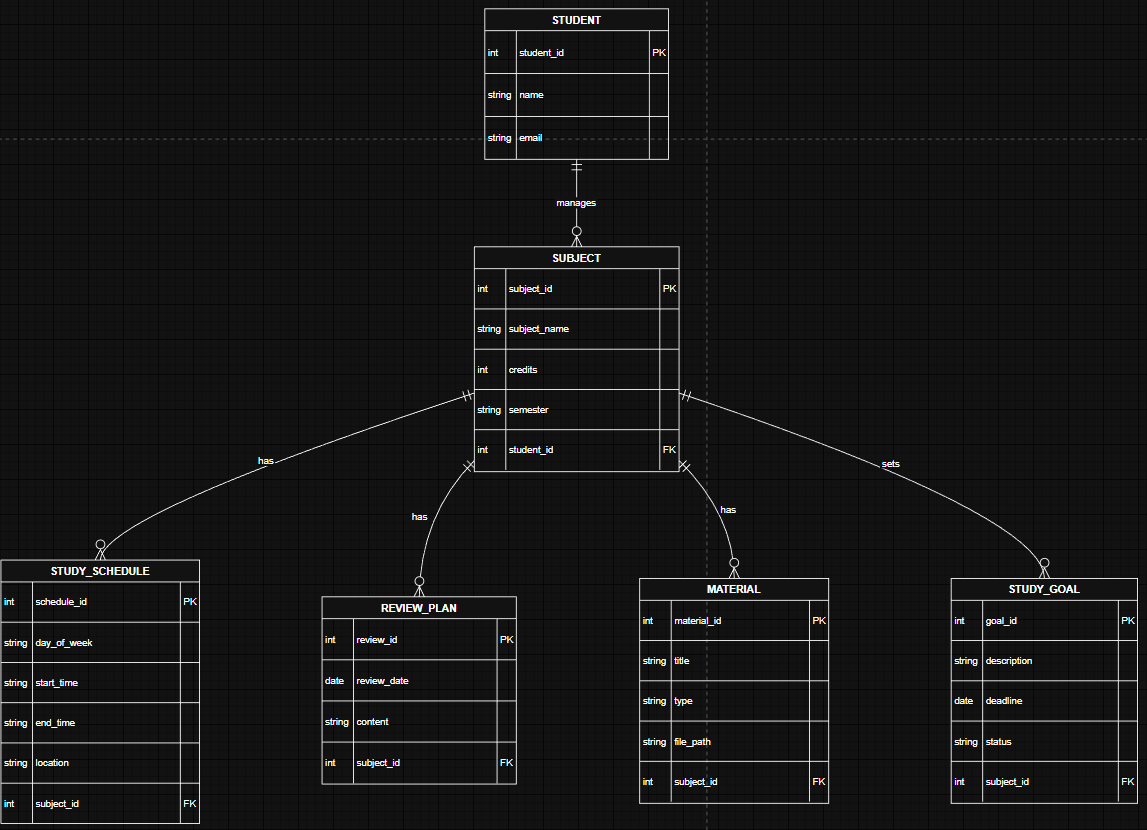 STUDENT
int student_id PK
string name
string email
manages
SUBJECT
int subject_id PK
string subject_name
int credits
string semester
int student_id FK
has
has
has
sets
STUDY_SCHEDULE
int schedule_id PK
string day_of_week
string start_time
string end_time
string location
int subject_id FK
REVIEW_PLAN
int review_id PK
date review_date
string content
int subject_id FK
MATERIAL
int material_id PK
string title
string type
string file_path
int subject_id FK
STUDY_GOAL
int goal_id PK
string description
date deadline
string status
int subject_id FK